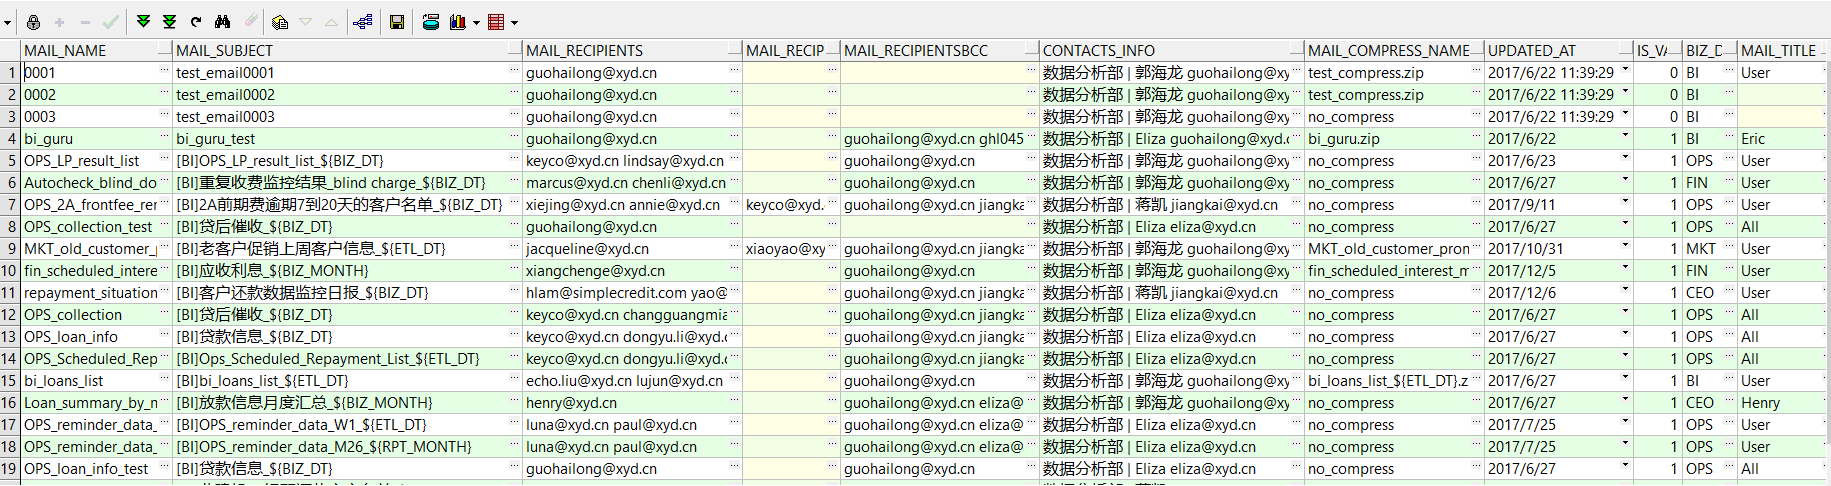 MAIL_NAME MAIL_SUBJECT MAIL_RECIPIENTS MAIL_RECIP MAIL_RECIPIENTSBCC CONTACTS_INFO MAIL_COMPRESS_NAME UPDATED_AT IS_VA BIZ_D MAIL_TITLE
1 0001 test_email0001 guohailong@xyd.cn 数据分析部 | 郭海龙 guohailong@xy test_compress.zip 2017/6/22 11:39:29 0 BI User
2 0002 test_email0002 guohailong@xyd.cn 数据分析部 | 郭海龙 guohailong@xy test_compress.zip 2017/6/22 11:39:29 0 BI
3 0003 test_email0003 guohailong@xyd.cn 数据分析部 | 郭海龙 guohailong@xy no_compress 2017/6/22 11:39:29 0 BI
4 bi_guru bi_guru_test guohailong@xyd.cn guohailong@xyd.cn ghl045 数据分析部 | Eliza guohailong@xyd.c bi_guru.zip 2017/6/22 1 BI Eric
5 OPS_LP_result_list [BI]OPS_LP_result_list_${BIZ_DT} keyco@xyd.cn lindsay@xyd.cn guohailong@xyd.cn 数据分析部 | 郭海龙 guohailong@xy no_compress 2017/6/23 1 OPS User
6 Autocheck_blind_do [BI]重复收费监控结果_blind charge_${BIZ_DT} marcus@xyd.cn chenli@xyd.cn guohailong@xyd.cn 数据分析部 | 郭海龙 guohailong@xy no_compress 2017/6/27 1 FIN User
7 OPS_2A_frontfee_rer [BI]2A前期费逾期7到20天的客户名单_${BIZ_DT} xiejing@xyd.cn annie@xyd.cn keyco@xyd. guohailong@xyd.cn jiangka 数据分析部 | 蒋凯 jiangkai@xyd.cn no_compress 2017/9/11 1 OPS User
8 OPS_collection_test [BI]贷后催收_${BIZ_DT} guohailong@xyd.cn guohailong@xyd.cn 数据分析部 | Eliza eliza@xyd.cn no_compress 2017/6/27 1 OPS All
9 MKT_old_customer_ [BI]老客户促销上周客户信息_${ETL_DT} jacqueline@xyd.cn xiaoyao@xy guohailong@xyd.cn jiangka 数据分析部 | 郭海龙 guohailong@xy MKT_old_customer_pron 2017/10/31 1 MKT User
10 fin_scheduled_intere [BI]应收利息_${BIZ_MONTH} xiangchenge@xyd.cn guohailong@xyd.cn 数据分析部 | 郭海龙 guohailong@xy fin_scheduled_interest_m 2017/12/5 1 FIN User
11 repayment_situation [BI]客户还款数据监控日报_${BIZ_DT} hlam@simplecredit.com yao@ guohailong@xyd.cn jiangka 数据分析部 | 蒋凯 jiangkai@xyd.cn no_compress 2017/12/6 1 CEO User
12 OPS_collection [BI]贷后催收_${BIZ_DT} keyco@xyd.cn changguangmia guohailong@xyd.cn jiangka 数据分析部 | Eliza eliza@xyd.cn no_compress 2017/6/27 1 OPS All
13 OPS_loan_info [BI]贷款信息_${BIZ_DT} keyco@xyd.cn dongyu.li@xyd.c guohailong@xyd.cn jiangka 数据分析部 | Eliza eliza@xyd.cn no_compress 2017/6/27 1 OPS All
14 OPS_Scheduled_Rep [BI]Ops_Scheduled_Repayment_List_${ETL_DT} keyco@xyd.cn dongyu.li@xyd.c guohailong@xyd.cn jiangka 数据分析部 | Eliza eliza@xyd.cn no_compress 2017/6/27 1 OPS All
15 bi_loans_list [BI]bi_loans_list_${ETL_DT} echo.liu@xyd.cn lujun@xyd.cn guohailong@xyd.cn 数据分析部 | 郭海龙 guohailong@xy bi_loans_list_${ETL_DT}.z 2017/6/27 1 BI User
16 Loan_summary_by_n [BI]放款信息月度汇总_${BIZ_MONTH} henry@xyd.cn guohailong@xyd.cn eliza@ 数据分析部 | 郭海龙 guohailong@xy no_compress 2017/6/27 1 CEO Henry
17 OPS_reminder_data_ [BI]OPS_reminder_data_W1_${ETL_DT} luna@xyd.cn paul@xyd.cn guohailong@xyd.cn eliza@ 数据分析部 | Eliza eliza@xyd.cn no_compress 2017/7/25 1 OPS User
18 OPS_reminder_data_ [BI]OPS_reminder_data_M26_${RPT_MONTH} luna@xyd.cn paul@xyd.cn guohailong@xyd.cn eliza@ 数据分析部 | Eliza eliza@xyd.cn no_compress 2017/7/25 1 OPS User
19 OPS_loan_info_test [BI]贷款信息_${BIZ_DT} guohailong@xyd.cn guohailong@xyd.cn 数据分析部 | Eliza eliza@xyd.cn no_compress 2017/6/27 1 OPS All